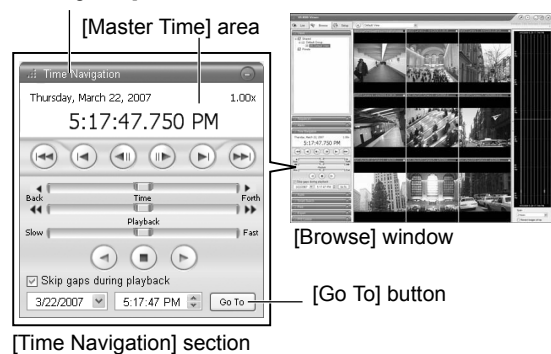 [Master Time] area
Time Navigation
Thursday, March 22, 2007 1.00x
5:17:47.750 PM
Back Time Forth
Playback
Slow Fast
Skip gaps during playback
3/22/2007 5:17:47 PM Go To
[Browse] window
[Go To] button
[Time Navigation] section